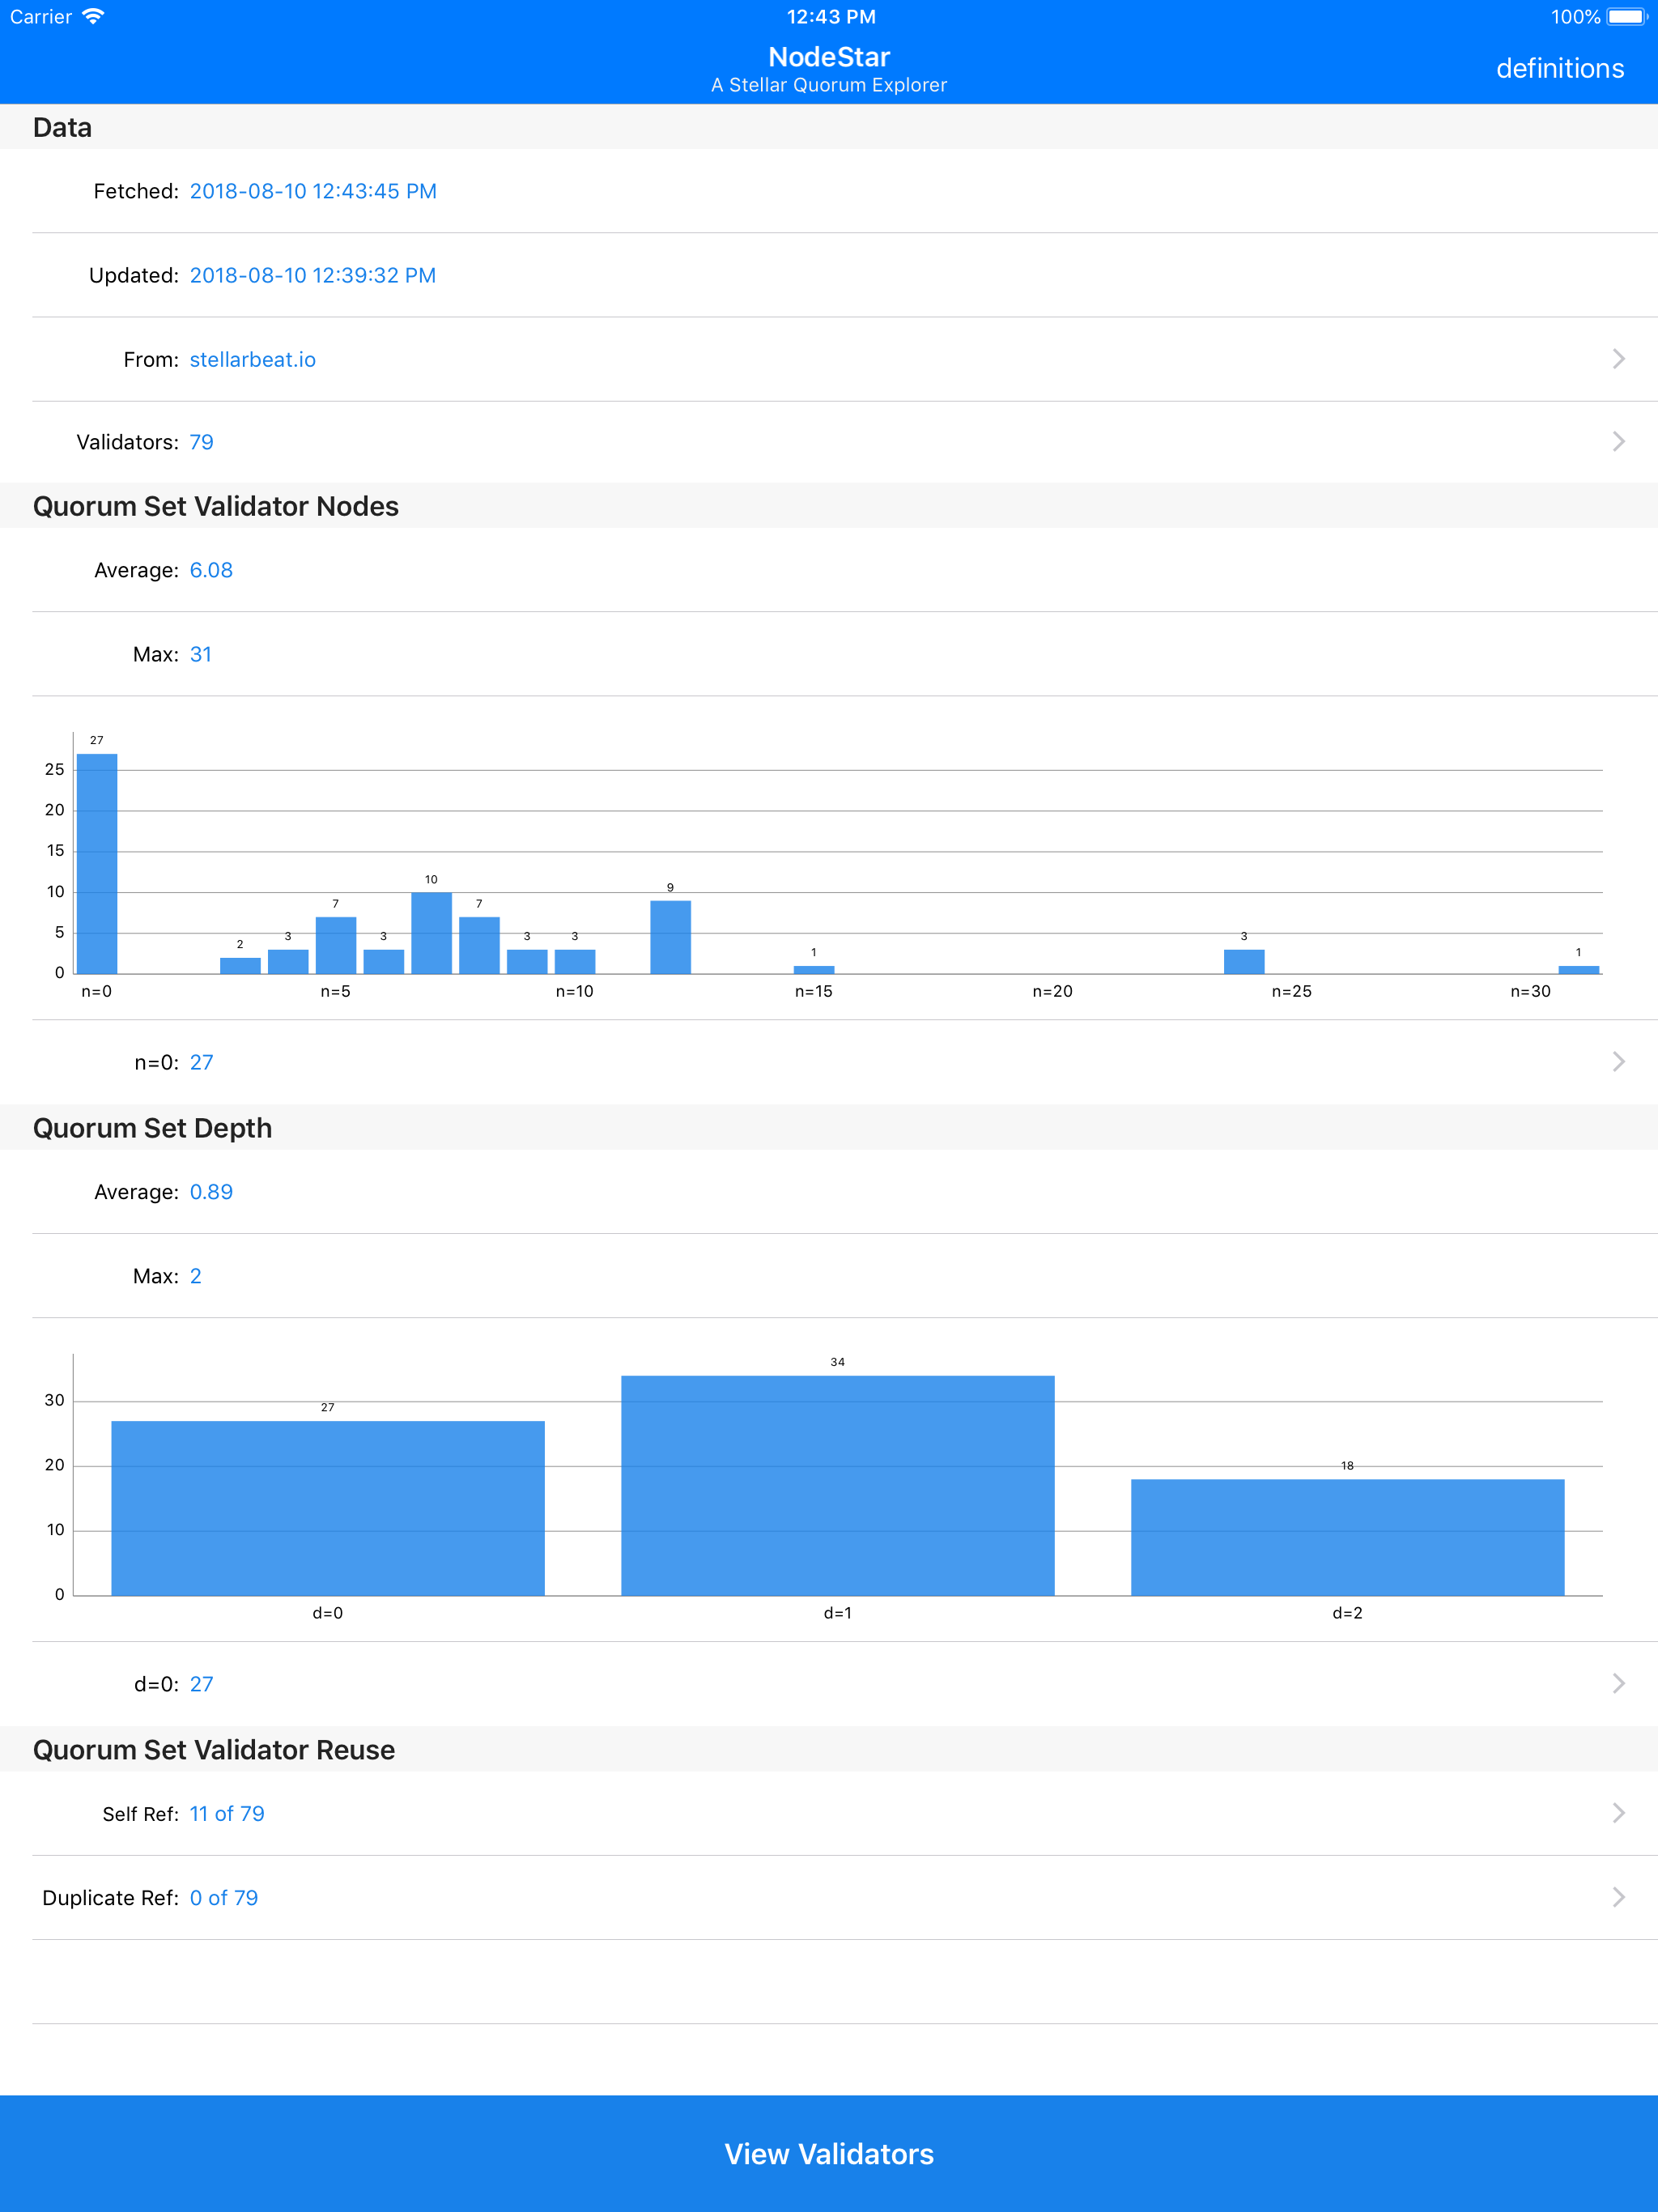 Carrier 12:43 PM 100%
NodeStar
A Stellar Quorum Explorer
definitions
Data
Fetched: 2018-08-10 12:43:45 PM
Updated: 2018-08-10 12:39:32 PM
From: stellarbeat.io
Validators: 79
Quorum Set Validator Nodes
Average: 6.08
Max: 31
27
25
20
15
10
5
0
2
3
7
3
10
7
3
3
9
1
3
1
n=0 n=5 n=10 n=15 n=20 n=25 n=30
n=0: 27
Quorum Set Depth
Average: 0.89
Max: 2
30
20
10
0
27
34
18
d=0 d=1 d=2
d=0: 27
Quorum Set Validator Reuse
Self Ref: 11 of 79
Duplicate Ref: 0 of 79
View Validators